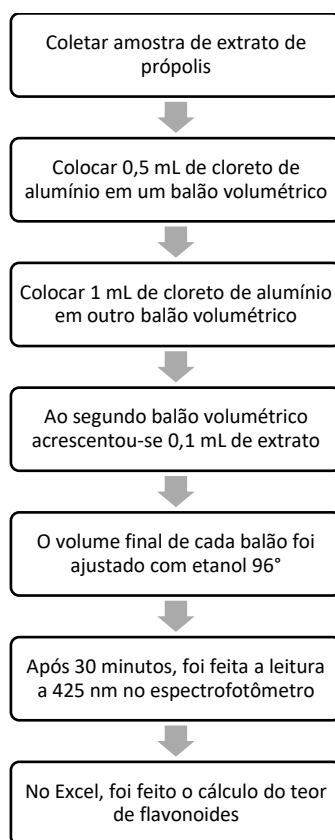 Coletar amostra de extrato de
própolis
Colocar 0,5 mL de cloreto de
alumínio em um balão volumétrico
Colocar 1 mL de cloreto de alumínio
em outro balão volumétrico
Ao segundo balão volumétrico
acrescentou-se 0,1 mL de extrato
O volume final de cada balão foi
ajustado com etanol 96°
Após 30 minutos, foi feita a leitura
a 425 nm no espectrofotômetro
No Excel, foi feito o cálculo do teor
de flavonoides